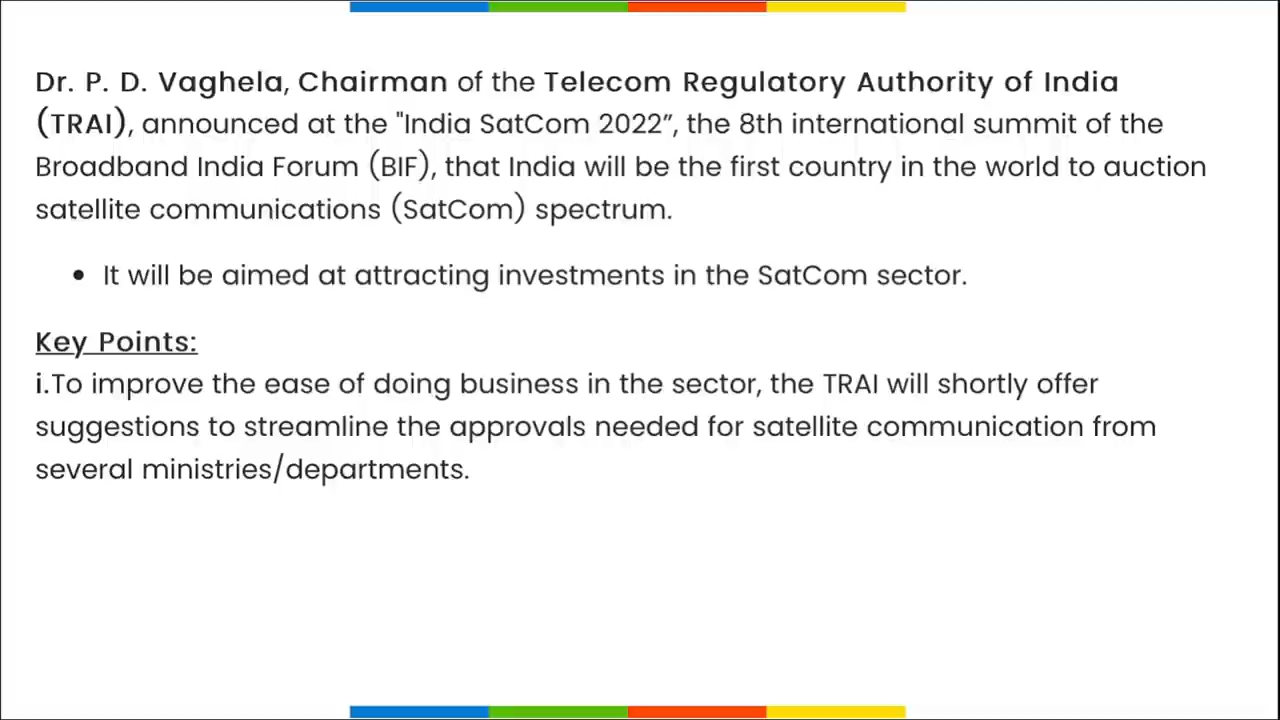 Dr. P. D. Vaghela, Chairman of the Telecom Regulatory Authority of India
(TRAI), announced at the "India SatCom 2022”, the 8th international summit of the
Broadband India Forum (BIF), that India will be the first country in the world to auction
satellite communications (SatCom) spectrum.
• It will be aimed at attracting investments in the SatCom sector.
Key Points:
i.To improve the ease of doing business in the sector, the TRAI will shortly offer
suggestions to streamline the approvals needed for satellite communication from
several ministries/departments.